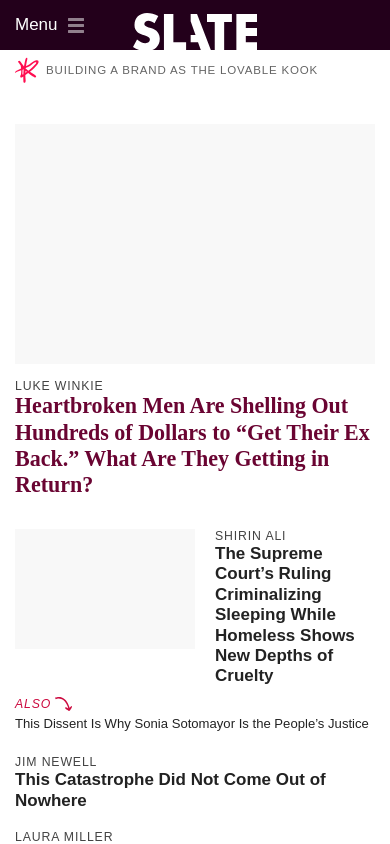 Menu
SLATE
BUILDING A BRAND AS THE LOVABLE KOOK
LUKE WINKIE
Heartbroken Men Are Shelling Out
Hundreds of Dollars to “Get Their Ex
Back.” What Are They Getting in
Return?
SHIRIN ALI
The Supreme
Court’s Ruling
Criminalizing
Sleeping While
Homeless Shows
New Depths of
Cruelty
ALSO
This Dissent Is Why Sonia Sotomayor Is the People’s Justice
JIM NEWELL
This Catastrophe Did Not Come Out of
Nowhere
LAURA MILLER